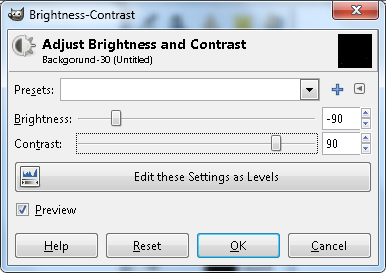 Brightness-Contrast
Adjust Brightness and Contrast
Backgorund-30 (Untitled)
Presets:
Brightness: -90
Contrast: 90
Edit these Settings as Levels
Preview
Help Reset OK Cancel